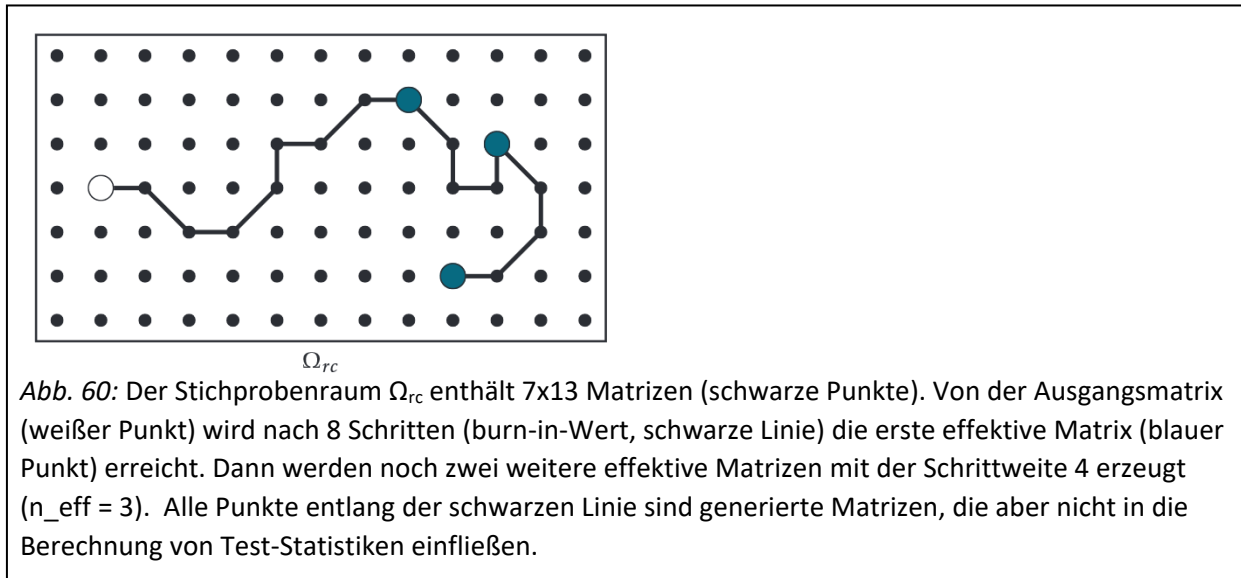 Ωrc
Abb. 60: Der Stichprobenraum Ωrc enthält 7x13 Matrizen (schwarze Punkte). Von der Ausgangsmatrix
(weißer Punkt) wird nach 8 Schritten (burn-in-Wert, schwarze Linie) die erste effektive Matrix (blauer
Punkt) erreicht. Dann werden noch zwei weitere effektive Matrizen mit der Schrittweite 4 erzeugt
(n_eff = 3).  Alle Punkte entlang der schwarzen Linie sind generierte Matrizen, die aber nicht in die
Berechnung von Test-Statistiken einfließen.